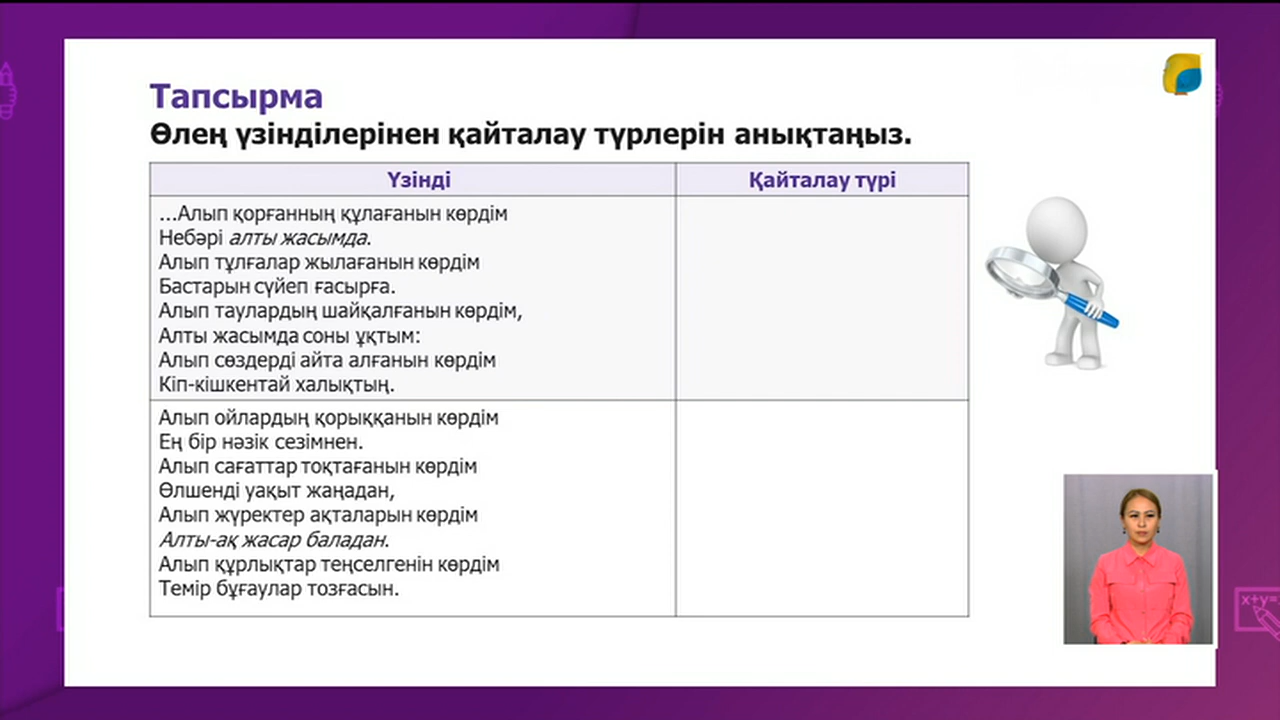 Тапсырма
Өлең үзінділерінен қайталау түрлерін анықтаңыз.
Үзінді
Қайталау түрі
...Алып қорғанның құлағанын көрдім
Небәрі алты жасымда.
Алып тұлғалар жылағанын көрдім
Бастарын сүйеп ғасырға.
Алып таулардың шайқалғанын көрдім,
Алты жасымда соны ұқтым:
Алып сөздерді айта алғанын көрдім
Кіп-кішкентай халықтың.
Алып ойлардың қорыққанын көрдім
Ең бір нәзік сезімнен.
Алып сағаттар тоқтағанын көрдім
Өлшенді уақыт жаңадан,
Алып жүректер ақталарын көрдім
Алты-ақ жасар баладан.
Алып құрлықтар теңселгенін көрдім
Темір бұғаулар тозғасын.
x+y=